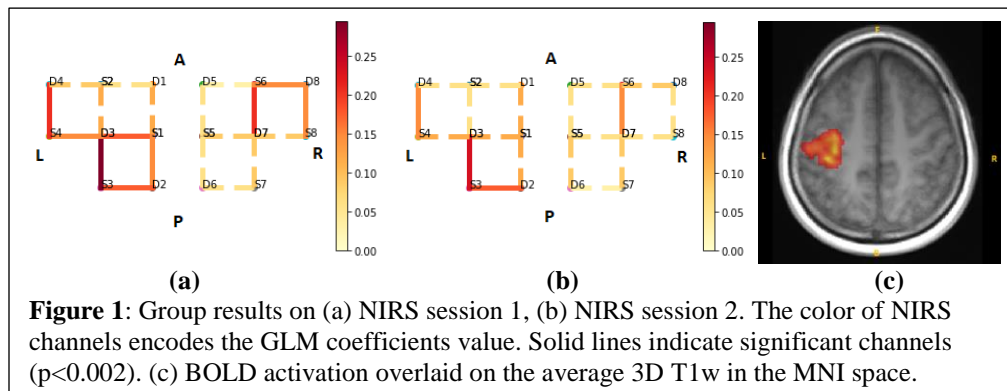 A
D4 S2 D1 D5 S6 D8
S4 D3 S1 S5 D7 S8
L R
S3 D2 D6 S7
P
0.25
0.20
0.15
0.10
0.05
0.00
(a)
A
D4 S2 D1 D5 S6 D8
S4 D3 S1 S5 D7 S8
L R
S3 D2 D6 S7
P
0.25
0.20
0.15
0.10
0.05
0.00
(b)
L R
(c)
Figure 1: Group results on (a) NIRS session 1, (b) NIRS session 2. The color of NIRS
channels encodes the GLM coefficients value. Solid lines indicate significant channels
(p<0.002). (c) BOLD activation overlaid on the average 3D T1w in the MNI space.